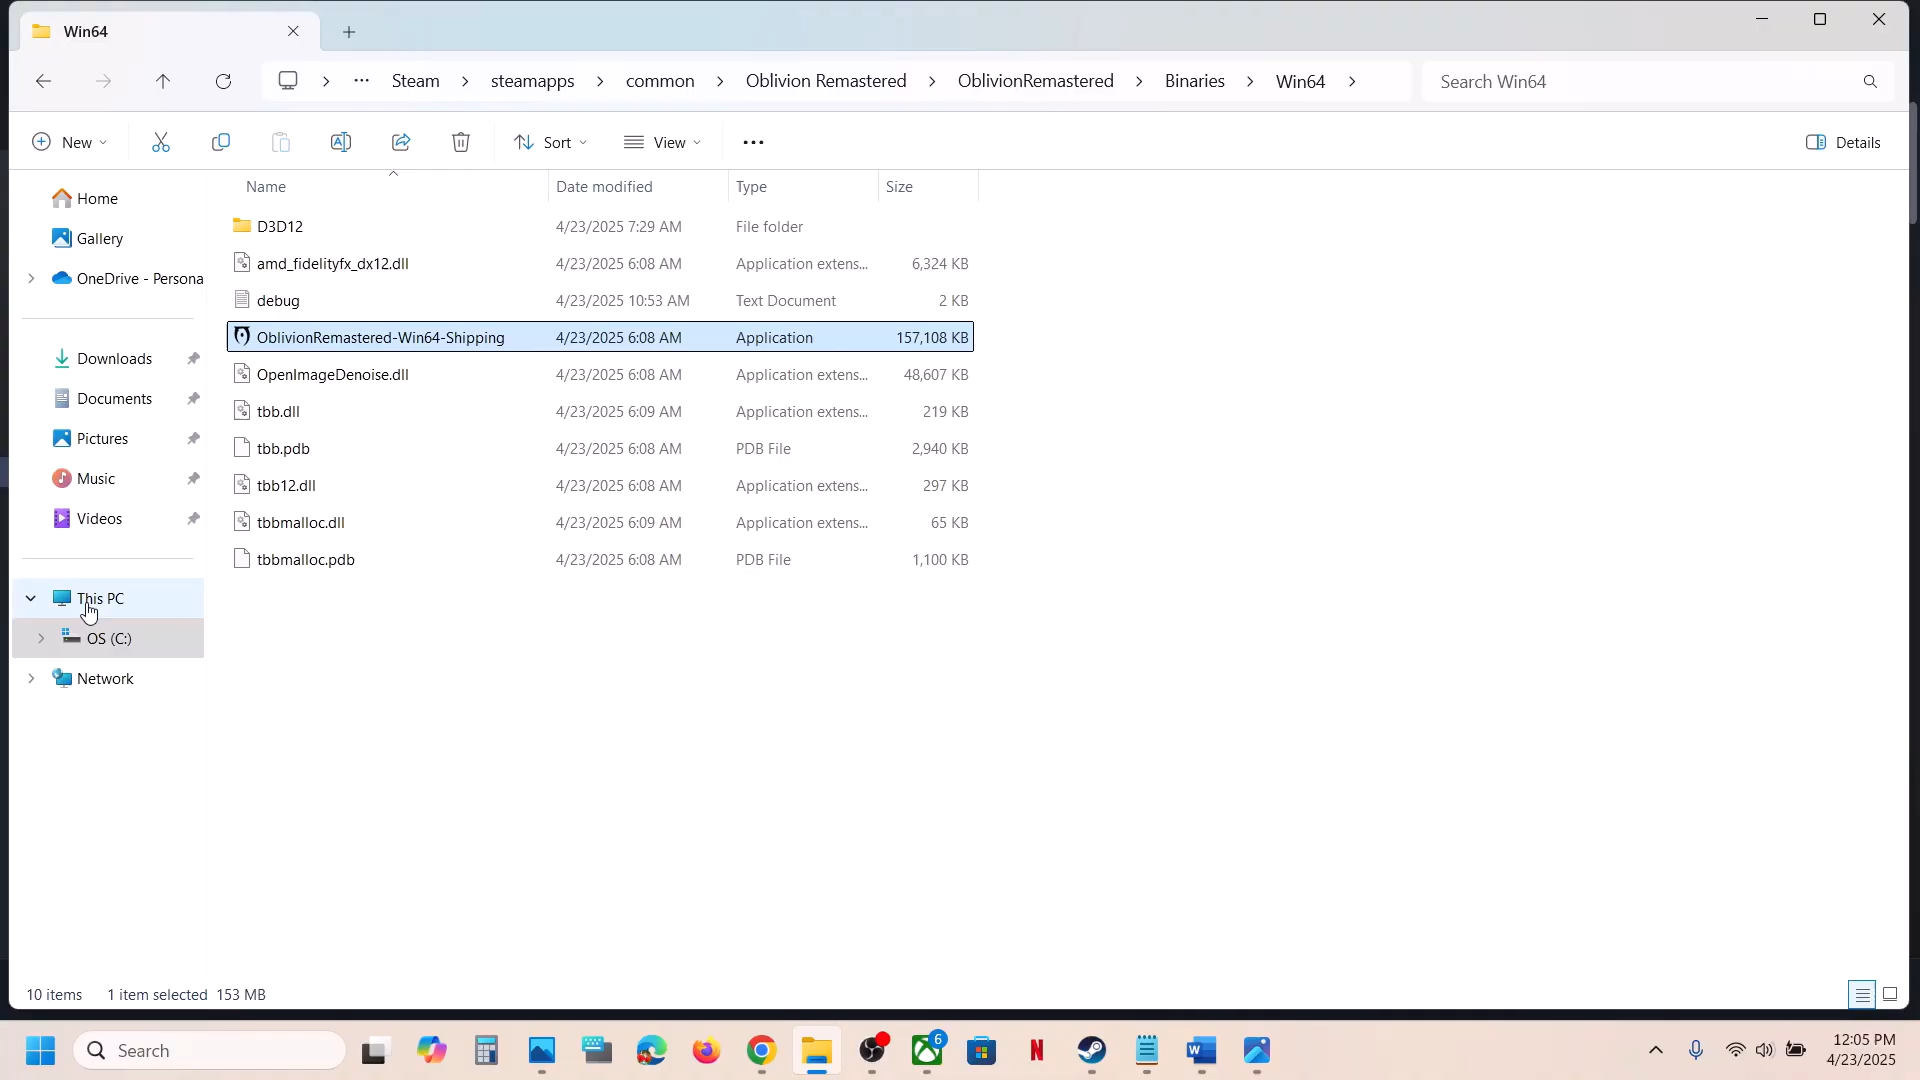 Win64
Steam steamapps common Oblivion Remastered OblivionRemastered Binaries Win64
Search Win64
New
Sort
View
Details
Name Date modified Type Size
Home
Gallery
OneDrive - Persona
Downloads
Documents
Pictures
Music
Videos
This PC
OS (C:)
Network
D3D12 4/23/2025 7:29 AM File folder
amd_fidelityfx_dx12.dll 4/23/2025 6:08 AM Application extens... 6,324 KB
debug 4/23/2025 10:53 AM Text Document 2 KB
OblivionRemastered-Win64-Shipping 4/23/2025 6:08 AM Application 157,108 KB
OpenImageDenoise.dll 4/23/2025 6:08 AM Application extens... 48,607 KB
tbb.dll 4/23/2025 6:09 AM Application extens... 219 KB
tbb.pdb 4/23/2025 6:08 AM PDB File 2,940 KB
tbb12.dll 4/23/2025 6:08 AM Application extens... 297 KB
tbbmalloc.dll 4/23/2025 6:09 AM Application extens... 65 KB
tbbmalloc.pdb 4/23/2025 6:08 AM PDB File 1,100 KB
10 items 1 item selected 153 MB
Search
6
12:05 PM
4/23/2025